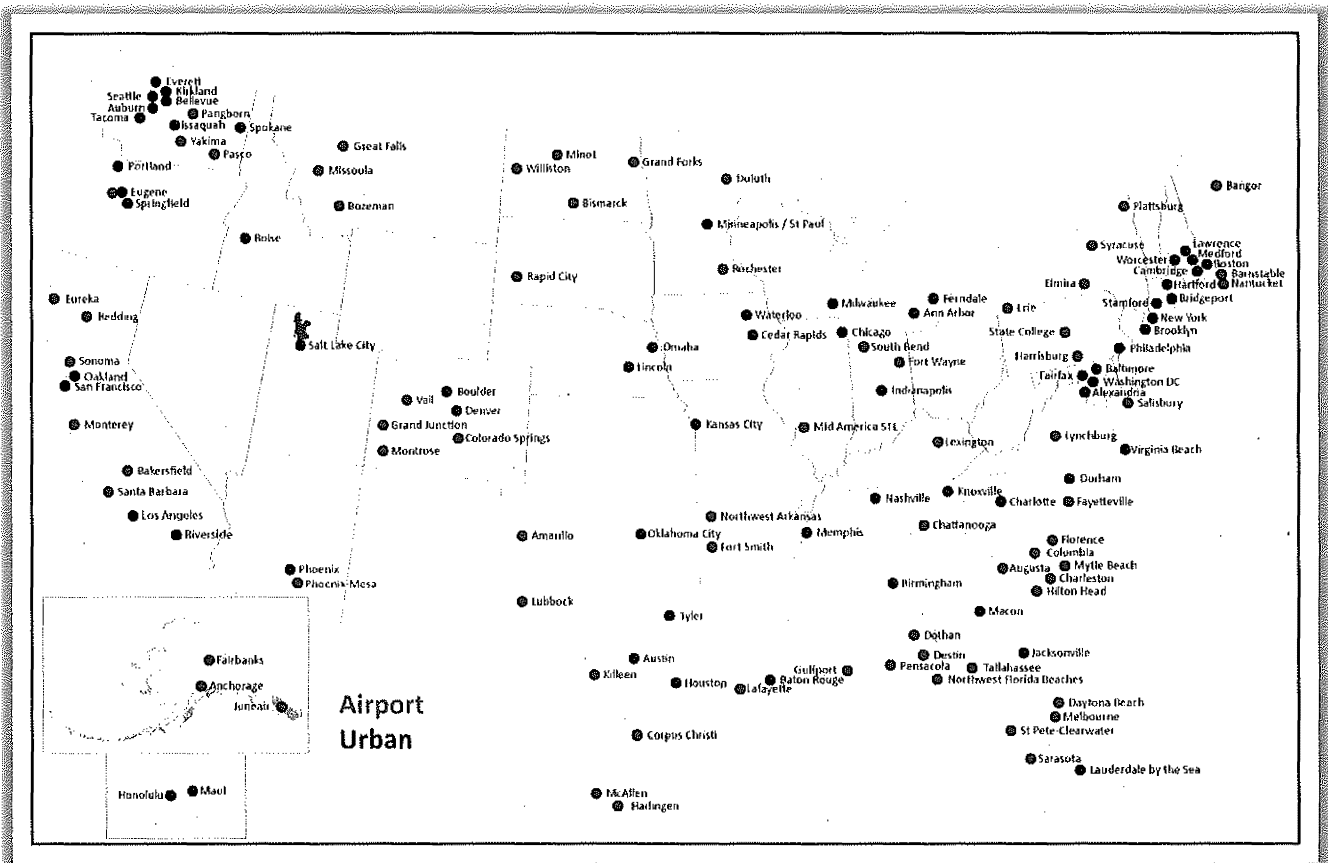 Everett
Kirkland
Seattle
Bellevue
Auburn
Pangborn
Tacoma
Issaquah
Spokane
Yakima
Pasco
Portland
Eugene
Springfield
Great Falls
Missoula
Bozeman
Boise
Minot
Williston
Grand Forks
Bismarck
Duluth
Minneapolis / St Paul
Rapid City
Rochester
Bangor
Plattsburg
Syracuse
Lawrence
Worcester
Medford
Boston
Cambridge
Barnstable
Elmira
Hartford
Nantucket
Stamford
Bridgeport
New York
Brooklyn
Eureka
Redding
Sonoma
Oakland
San Francisco
Monterey
Bakersfield
Santa Barbara
Los Angeles
Riverside
Salt Lake City
Boulder
Vail
Denver
Grand Junction
Colorado Springs
Montrose
Omaha
Lincoln
Waterloo
Cedar Rapids
Milwaukee
Chicago
Ferndale
Ann Arbor
South Bend
Fort Wayne
Indianapolis
Erie
State College
Harrisburg
Philadelphia
Baltimore
Fairfax
Washington DC
Alexandria
Salisbury
Kansas City
Mid America STL
Lexington
Lynchburg
Virginia Beach
Phoenix
Phoenix-Mesa
Amarillo
Lubbock
Northwest Arkansas
Oklahoma City
Fort Smith
Memphis
Nashville
Knoxville
Charlotte
Durham
Fayetteville
Chattanooga
Florence
Columbia
Augusta
Mytle Beach
Charleston
Hilton Head
Birmingham
Macon
Tyler
Austin
Killeen
Houston
Lafayette
Baton Rouge
Gulfport
Dothan
Destin
Pensacola
Tallahassee
Northwest Florida Beaches
Jacksonville
Daytona Beach
Melbourne
St Pete-Clearwater
Sarasota
Lauderdale by the Sea
Corpus Christi
McAllen
Harlingen
Fairbanks
Anchorage
Juneau
Airport
Urban
Honolulu
Maui